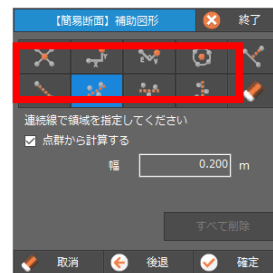 【簡易断面】補助図形 終了
連続線で領域を指定してください
点群から計算する
幅 0.200 m
すべて削除
取消 後退 確定